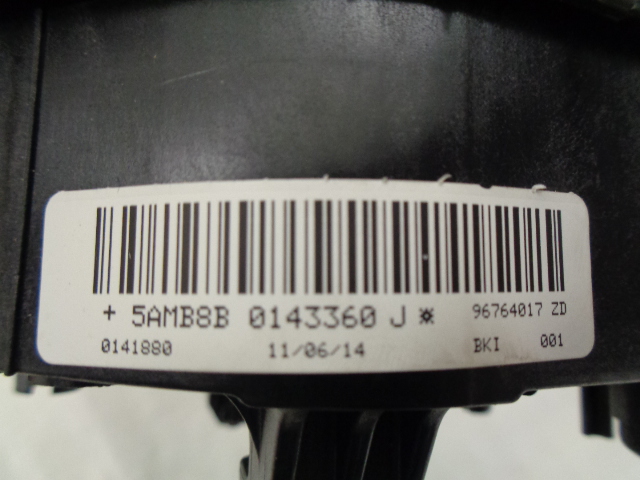 + 5AMB8B 0143360 J ※ 96764017 ZD
0141880 11/06/14 BKI 001